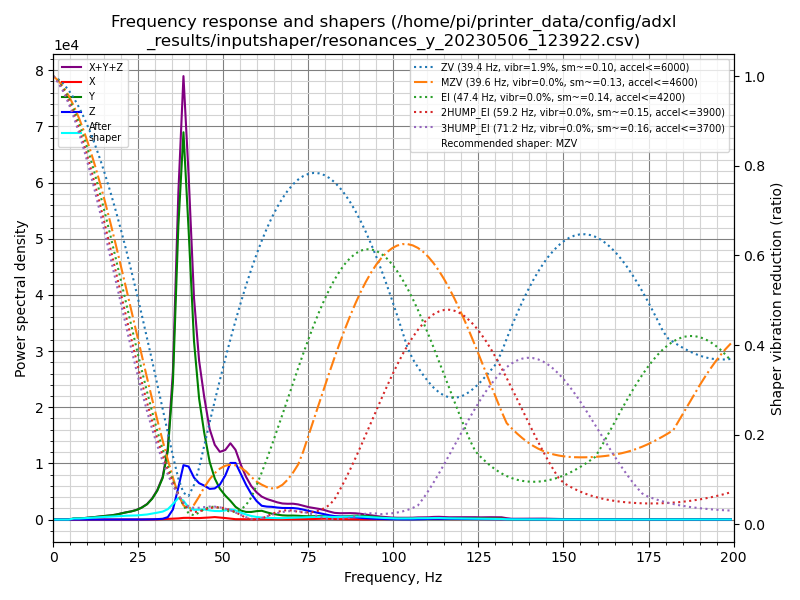 Frequency response and shapers (/home/pi/printer_data/config/adxl
_results/inputshaper/resonances_y_20230506_123922.csv)
1e4
X+Y+Z
X
Y
Z
After
shaper
ZV (39.4 Hz, vibr=1.9%, sm~=0.10, accel<=6000)
MZV (39.6 Hz, vibr=0.0%, sm~=0.13, accel<=4600)
EI (47.4 Hz, vibr=0.0%, sm~=0.14, accel<=4200)
2HUMP_EI (59.2 Hz, vibr=0.0%, sm~=0.15, accel<=3900)
3HUMP_EI (71.2 Hz, vibr=0.0%, sm~=0.16, accel<=3700)
Recommended shaper: MZV
Power spectral density
8
7
6
5
4
3
2
1
0
1.0
0.8
0.6
0.4
0.2
0.0
Shaper vibration reduction (ratio)
0
25
50
75
100
125
150
175
200
Frequency, Hz